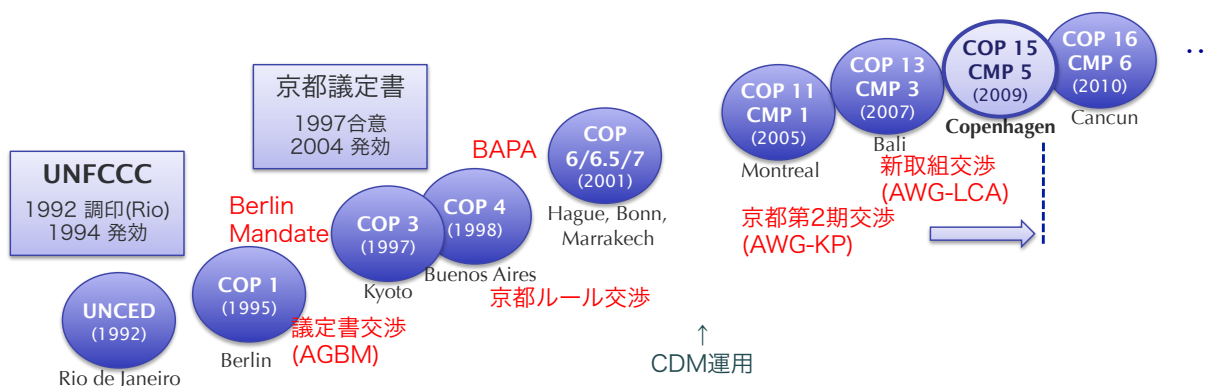 UNFCCC
1992 調印(Rio)
1994 発効
京都議定書
1997合意
2004 発効
UNCED
(1992)
Rio de Janeiro
COP 1
(1995)
Berlin
Berlin
Mandate
議定書交渉
(AGBM)
COP 3
(1997)
Kyoto
COP 4
(1998)
Buenos Aires
BAPA
京都ルール交渉
COP
6/6.5/7
(2001)
Hague, Bonn,
Marrakech
↑
CDM運用
COP 11
CMP 1
(2005)
Montreal
京都第2期交渉
(AWG-KP)
COP 13
CMP 3
(2007)
Bali
新取組交渉
(AWG-LCA)
COP 15
CMP 5
(2009)
Copenhagen
COP 16
CMP 6
(2010)
Cancun
..